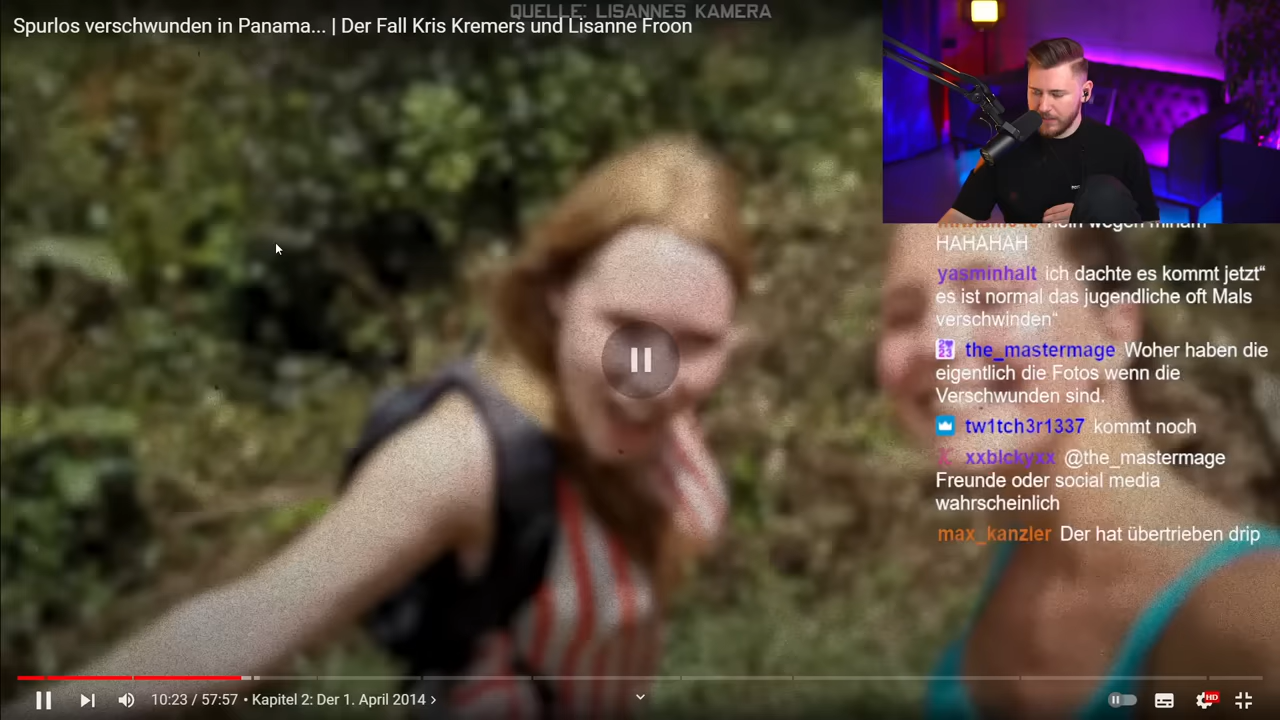 QUELLE: LISANNES KAMERA
Spurlos verschwunden in Panama... | Der Fall Kris Kremers und Lisanne Froon
HAHAHAH
yasminhalt ich dachte es kommt jetzt“
es ist normal das jugendliche oft Mals
verschwinden“
the_mastermage Woher haben die
eigentlich die Fotos wenn die
Verschwunden sind.
tw1tch3r1337 kommt noch
xxblckyxx @the_mastermage
Freunde oder social media
wahrscheinlich
max_kanzler Der hat übertrieben drip
10:23 / 57:57 • Kapitel 2: Der 1. April 2014 ›
HD